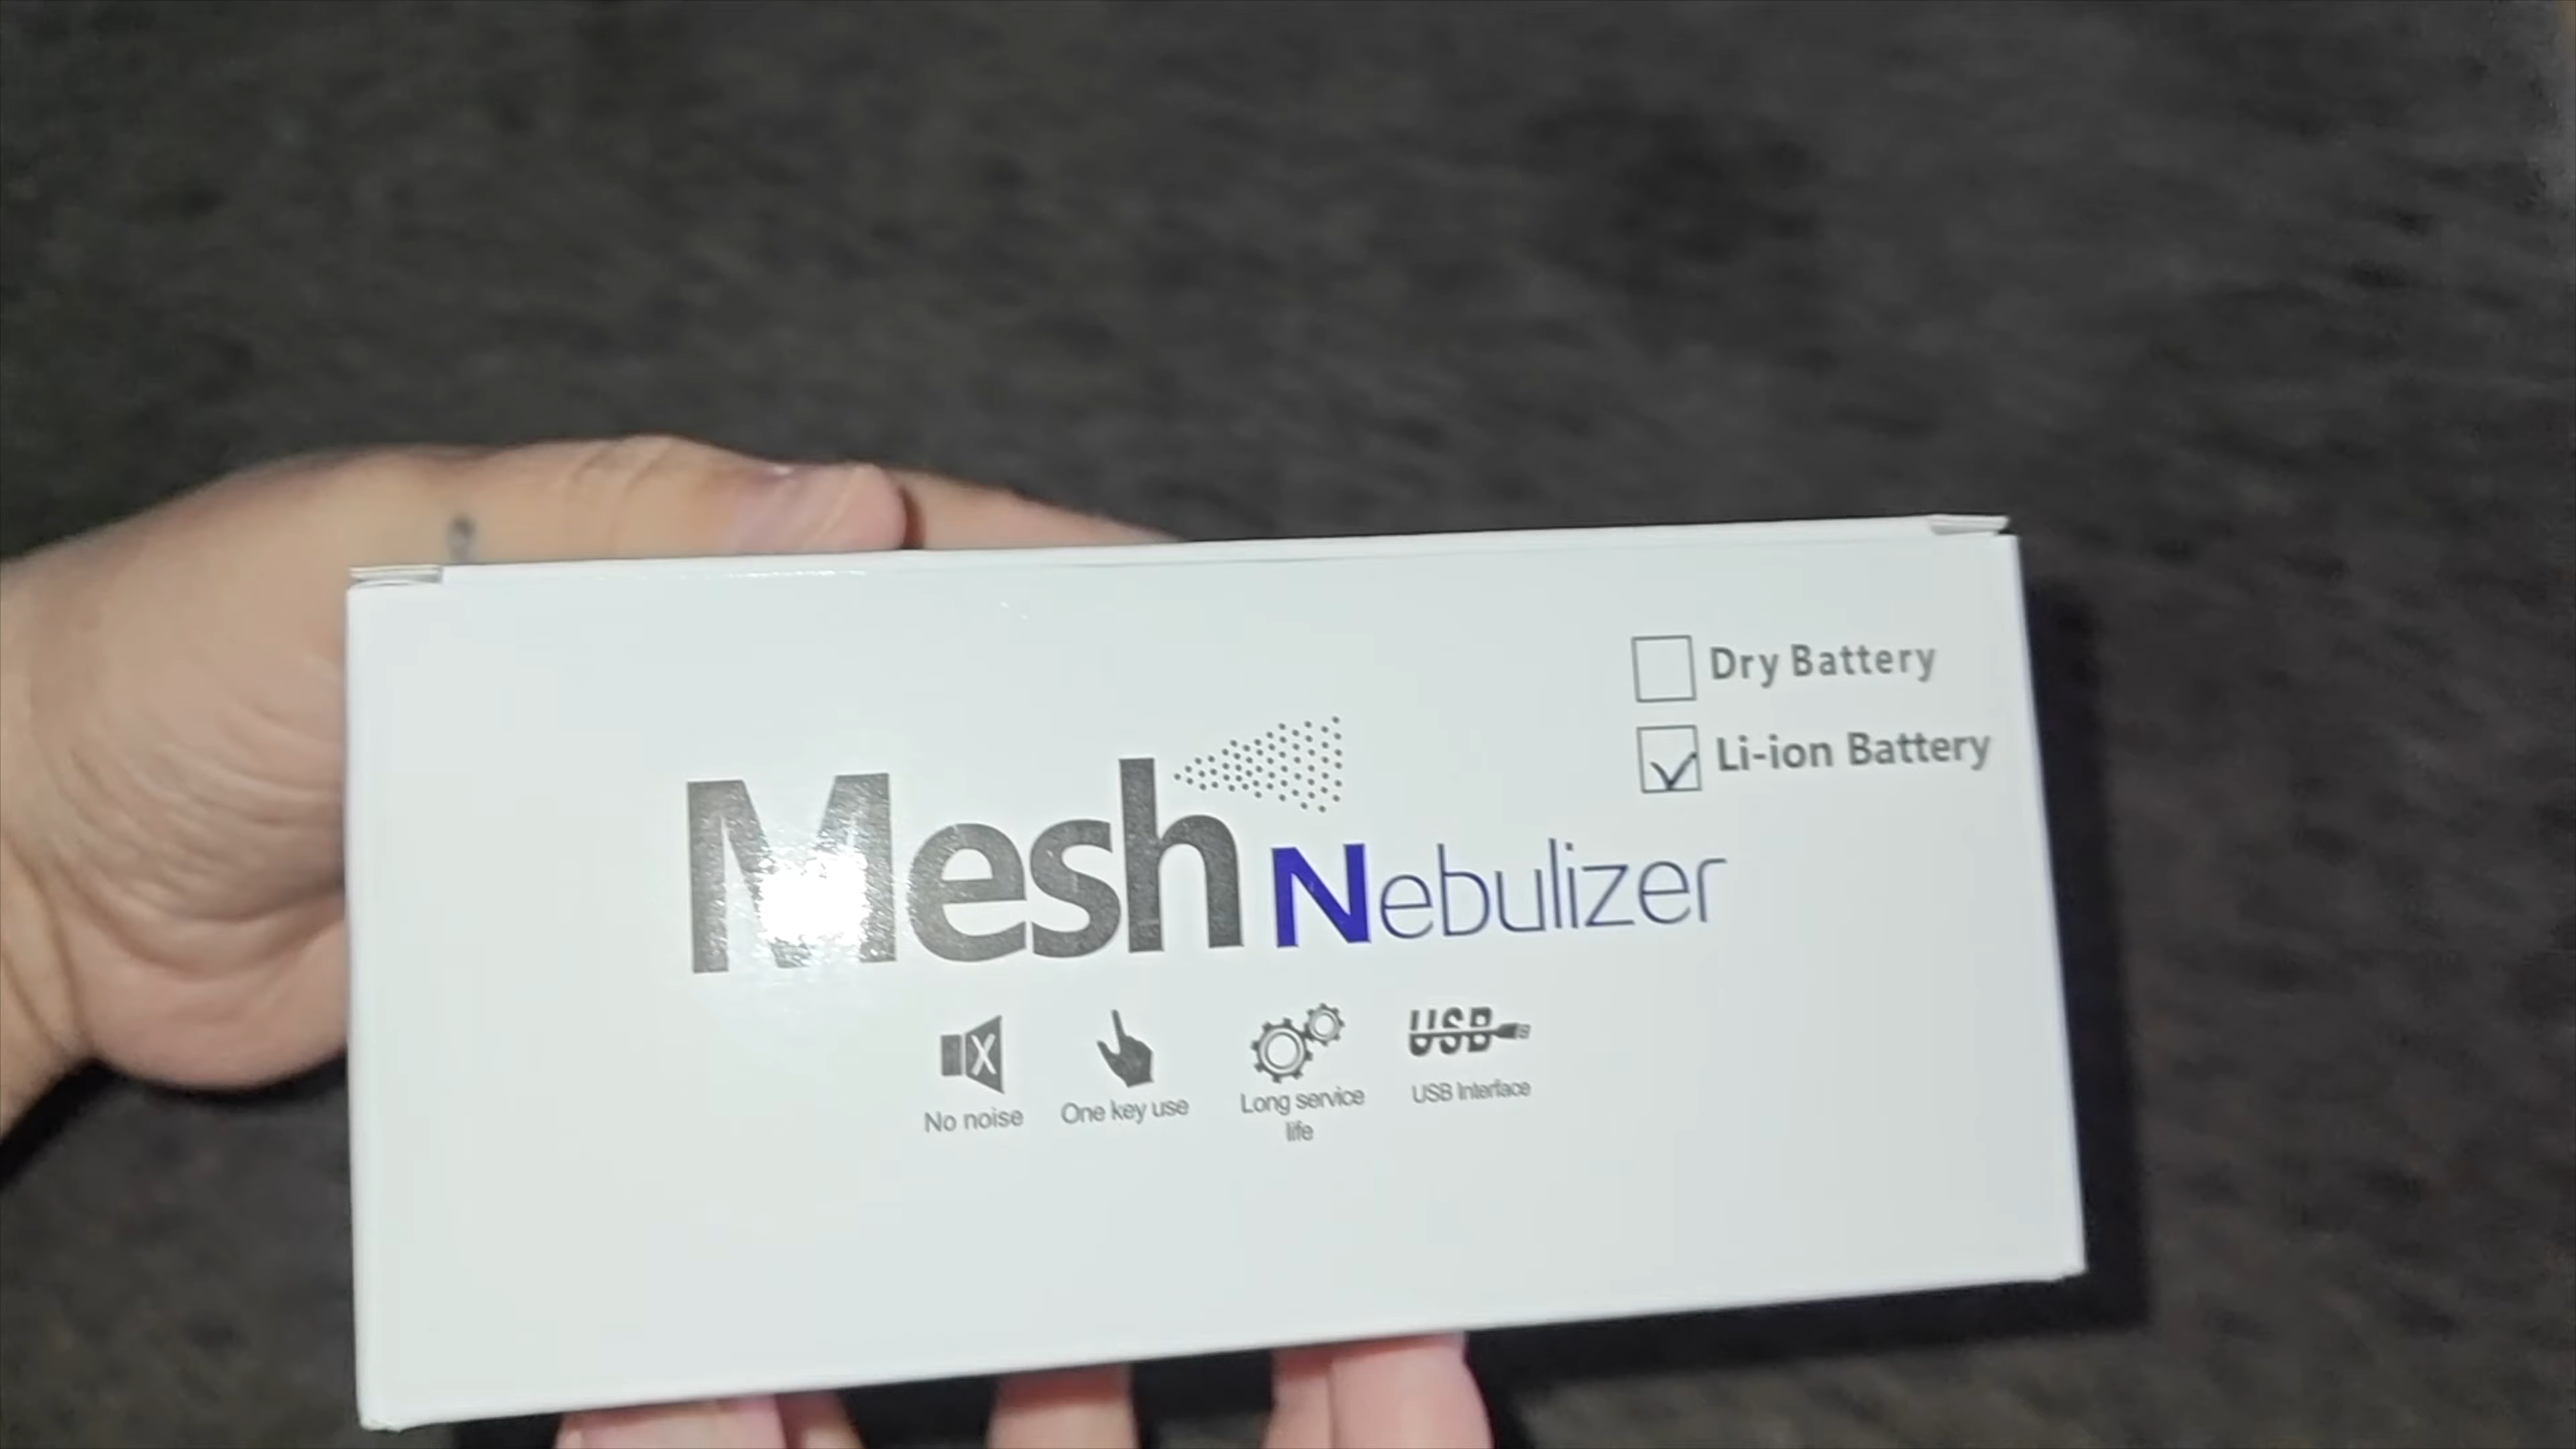 Dry Battery
Li-ion Battery
Mesh Nebulizer
No noise
One key use
Long service
life
USB
USB Interface